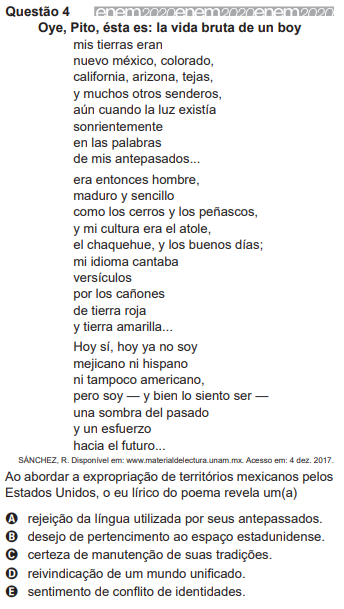 Questão 4 enem2020enem2020enem2020
Oye, Pito, ésta es: la vida bruta de un boy
mis tierras eran
nuevo méxico, colorado,
california, arizona, tejas,
y muchos otros senderos,
aún cuando la luz existía
sonrientemente
en las palabras
de mis antepasados...
era entonces hombre,
maduro y sencillo
como los cerros y los peñascos,
y mi cultura era el atole,
el chaquehue, y los buenos días;
mi idioma cantaba
versículos
por los cañones
de tierra roja
y tierra amarilla...
Hoy sí, hoy ya no soy
mejicano ni hispano
ni tampoco americano,
pero soy — y bien lo siento ser —
una sombra del pasado
y un esfuerzo
hacia el futuro...
SÁNCHEZ, R. Disponível em: www.materialdelectura.unam.mx. Acesso em: 4 dez. 2017.
Ao abordar a expropriação de territórios mexicanos pelos
Estados Unidos, o eu lírico do poema revela um(a)
A rejeição da língua utilizada por seus antepassados.
B desejo de pertencimento ao espaço estadunidense.
C certeza de manutenção de suas tradições.
D reivindicação de um mundo unificado.
E sentimento de conflito de identidades.